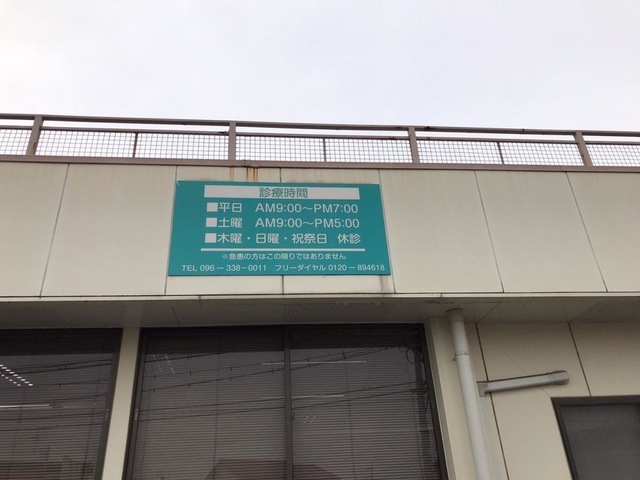 診療時間
■平日 AM9:00～PM7:00
■土曜 AM9:00～PM5:00
■木曜・日曜・祝祭日 休診
※急患の方はこの限りではありません
TEL 096－338－0011 フリーダイヤル 0120－894618